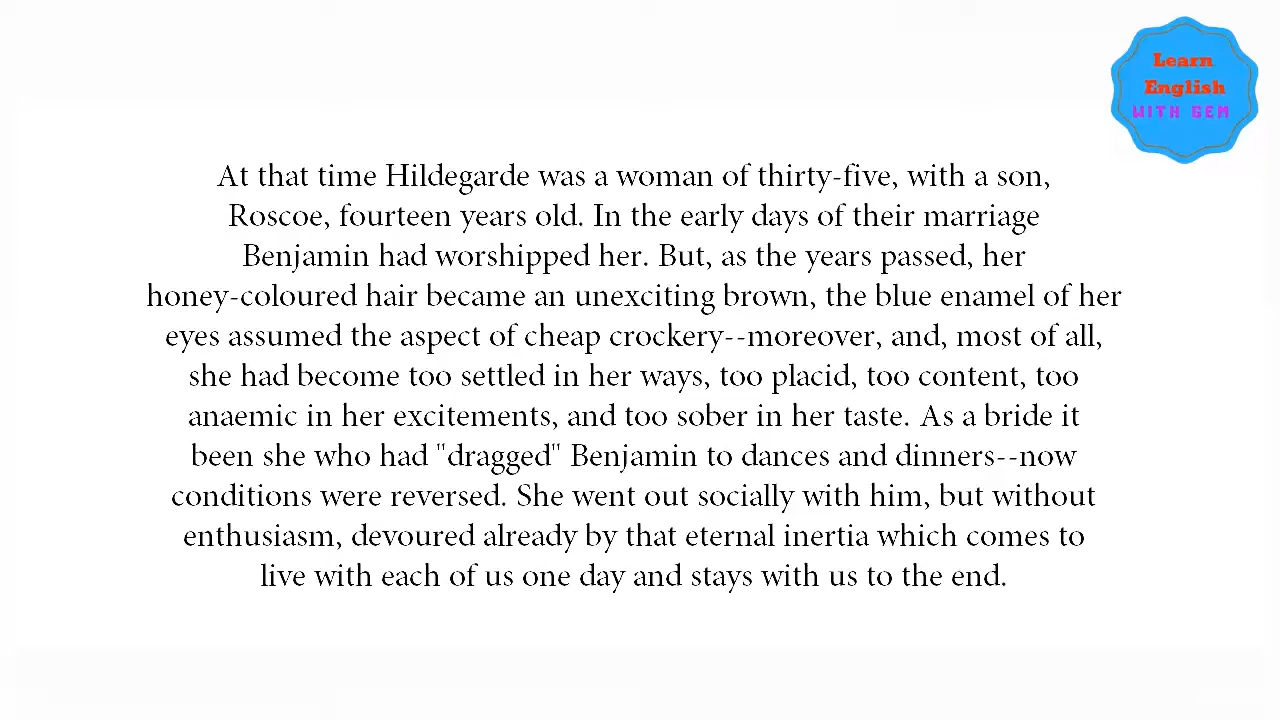 Learn
English
WITH GEM
At that time Hildegarde was a woman of thirty-five, with a son,
Roscoe, fourteen years old. In the early days of their marriage
Benjamin had worshipped her. But, as the years passed, her
honey-coloured hair became an unexciting brown, the blue enamel of her
eyes assumed the aspect of cheap crockery--moreover, and, most of all,
she had become too settled in her ways, too placid, too content, too
anaemic in her excitements, and too sober in her taste. As a bride it
been she who had "dragged" Benjamin to dances and dinners--now
conditions were reversed. She went out socially with him, but without
enthusiasm, devoured already by that eternal inertia which comes to
live with each of us one day and stays with us to the end.